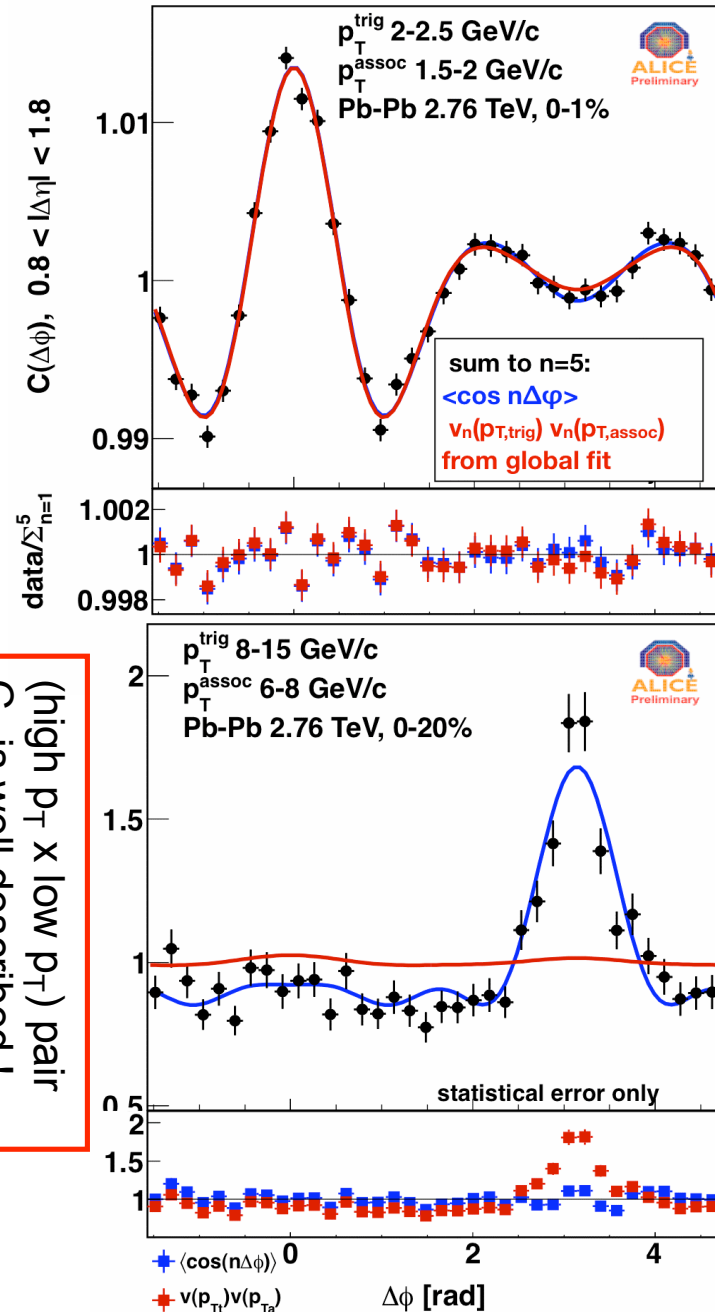 p_T^trig 2-2.5 GeV/c
p_T^assoc 1.5-2 GeV/c
Pb-Pb 2.76 TeV, 0-1%
ALICE
Preliminary
C(Δϕ), 0.8 < |Δη| < 1.8
1.01
1
0.99
sum to n=5:
<cos nΔφ>
v_n(p_T,trig) v_n(p_T,assoc)
from global fit
data/Σ^5_n=1
1.002
1
0.998
p_T^trig 8-15 GeV/c
p_T^assoc 6-8 GeV/c
Pb-Pb 2.76 TeV, 0-20%
ALICE
Preliminary
2
1.5
1
0.5
statistical error only
(high p_T x low p_T) pair
is well described
2
1.5
1
0
2
4
⟨cos(nΔϕ)⟩
v(p_Tt)v(p_Ta)
Δϕ [rad]